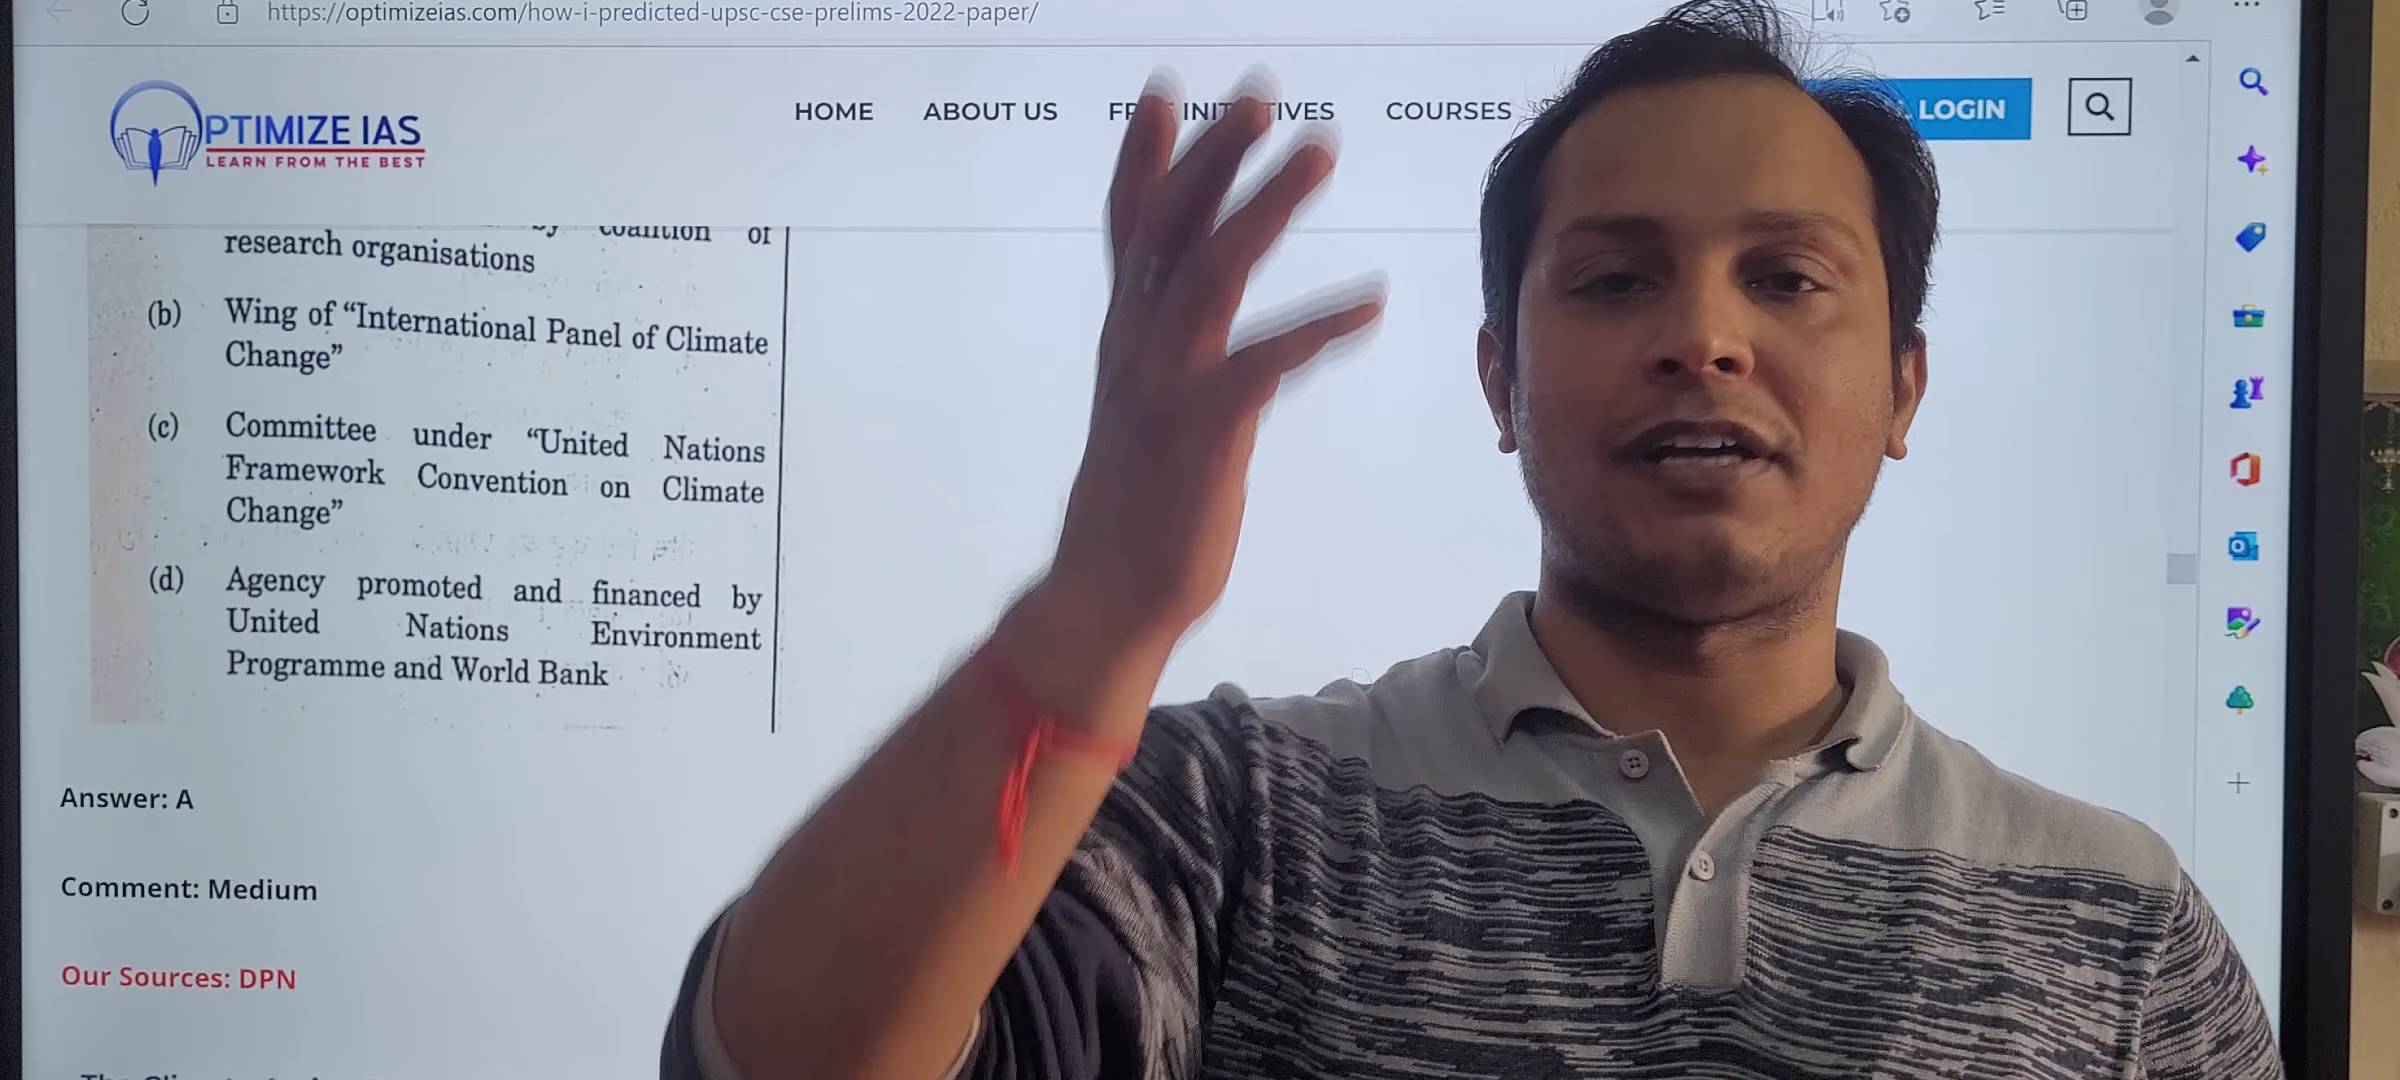 https://optimizeias.com/how-i-predicted-upsc-cse-prelims-2022-paper/
PTIMIZE IAS
LEARN FROM THE BEST
HOME ABOUT US COURSES LOGIN
coalition of
research organisations
(b) Wing of “International Panel of Climate
Change”
(c) Committee under “United Nations
Framework Convention on Climate
Change”
(d) Agency promoted and financed by
United Nations Environment
Programme and World Bank
Answer: A
Comment: Medium
Our Sources: DPN